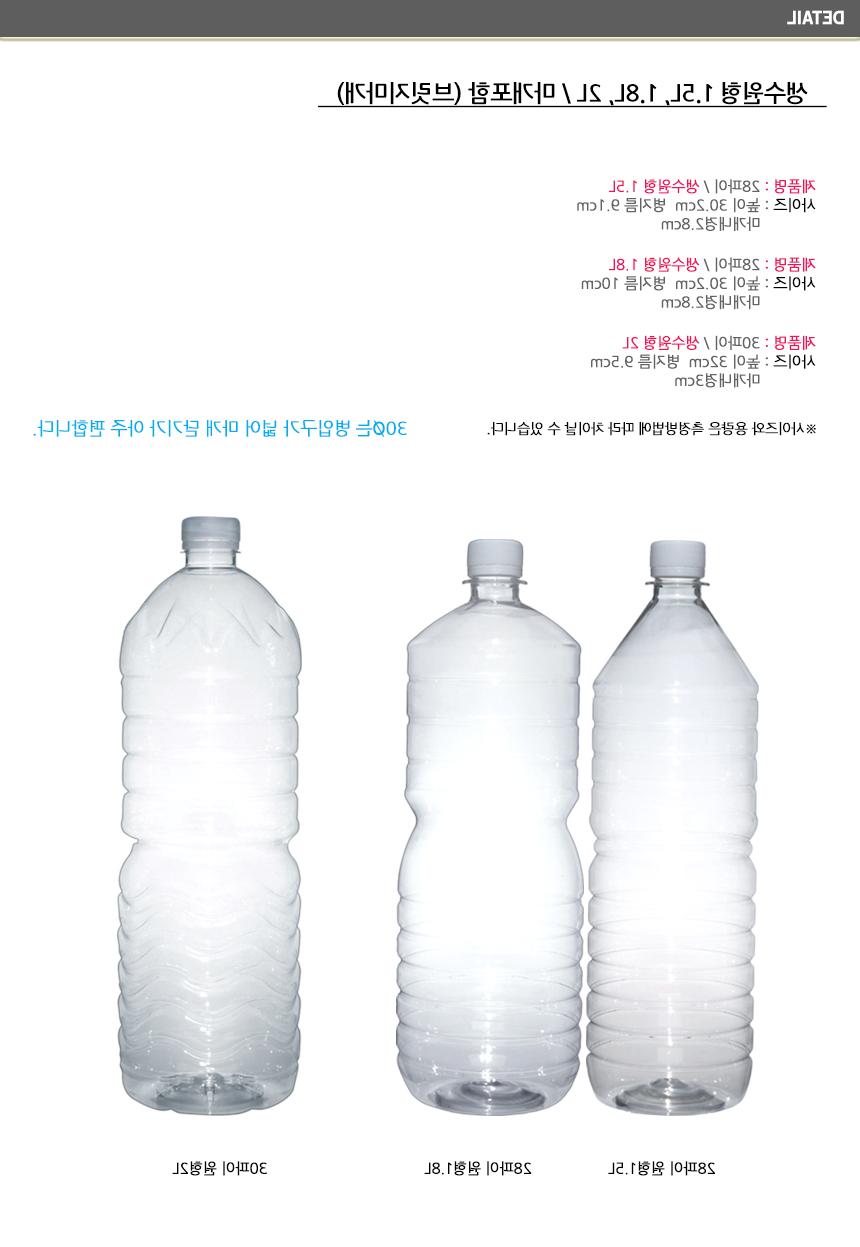 DETAIL
생수원형 1.5L, 1.8L, 2L / 마개포함 (브릿지마개)
제품명 : 28파이 / 생수원형 1.5L
사이즈 : 높이 30.2cm 병지름 9.1cm
마개내경2.8cm
제품명 : 28파이 / 생수원형 1.8L
사이즈 : 높이 30.2cm 병지름 10cm
마개내경2.8cm
제품명 : 30파이 / 생수원형 2L
사이즈 : 높이 32cm 병지름 9.5cm
마개내경3cm
※사이즈와 용량은 측정방법에 따라 차이날 수 있습니다.
30Ø는 병입구가 넓어 마개 닫기가 아주 편합니다.
28파이 원형1.5L
28파이 원형1.8L
30파이 원형2L